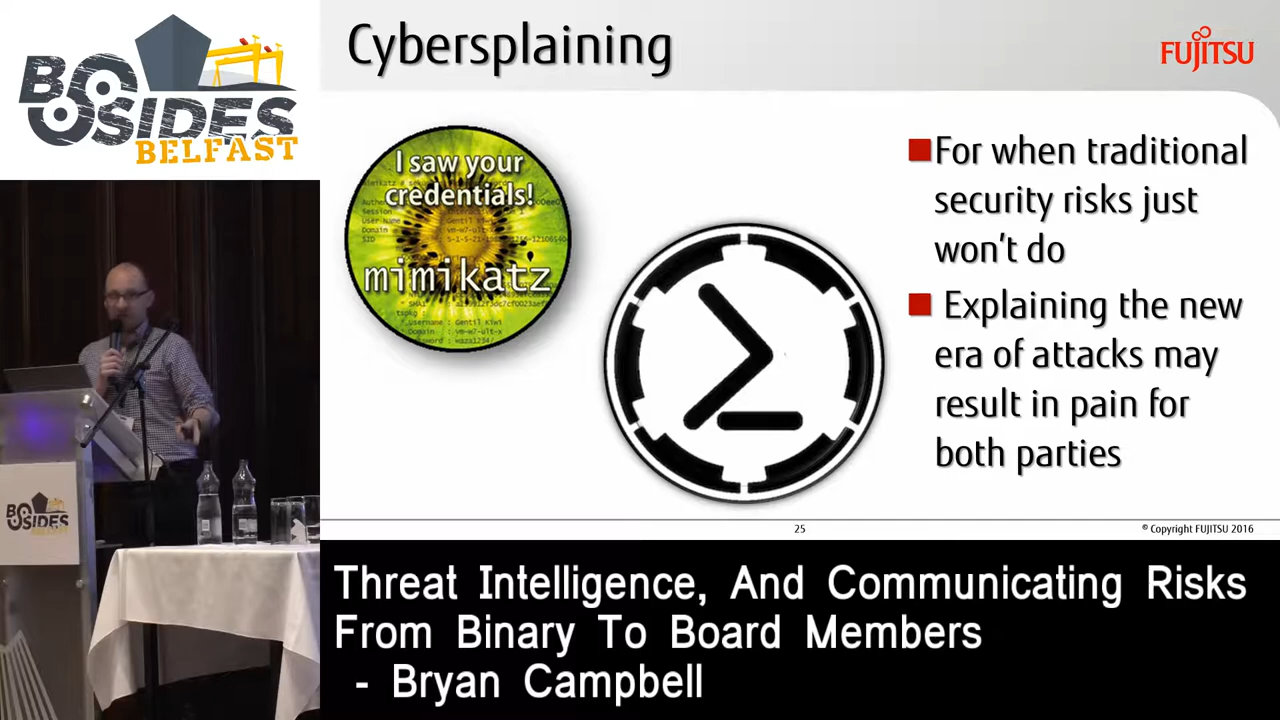 BSIDES
BELFAST
Cybersplaining
FUJITSU
I saw your
credentials!
mimikatz
For when traditional
security risks just
won't do
Explaining the new
era of attacks may
result in pain for
both parties
25
© Copyright FUJITSU 2016
BSIDES
BELFAST
Threat Intelligence, And Communicating Risks
From Binary To Board Members
- Bryan Campbell